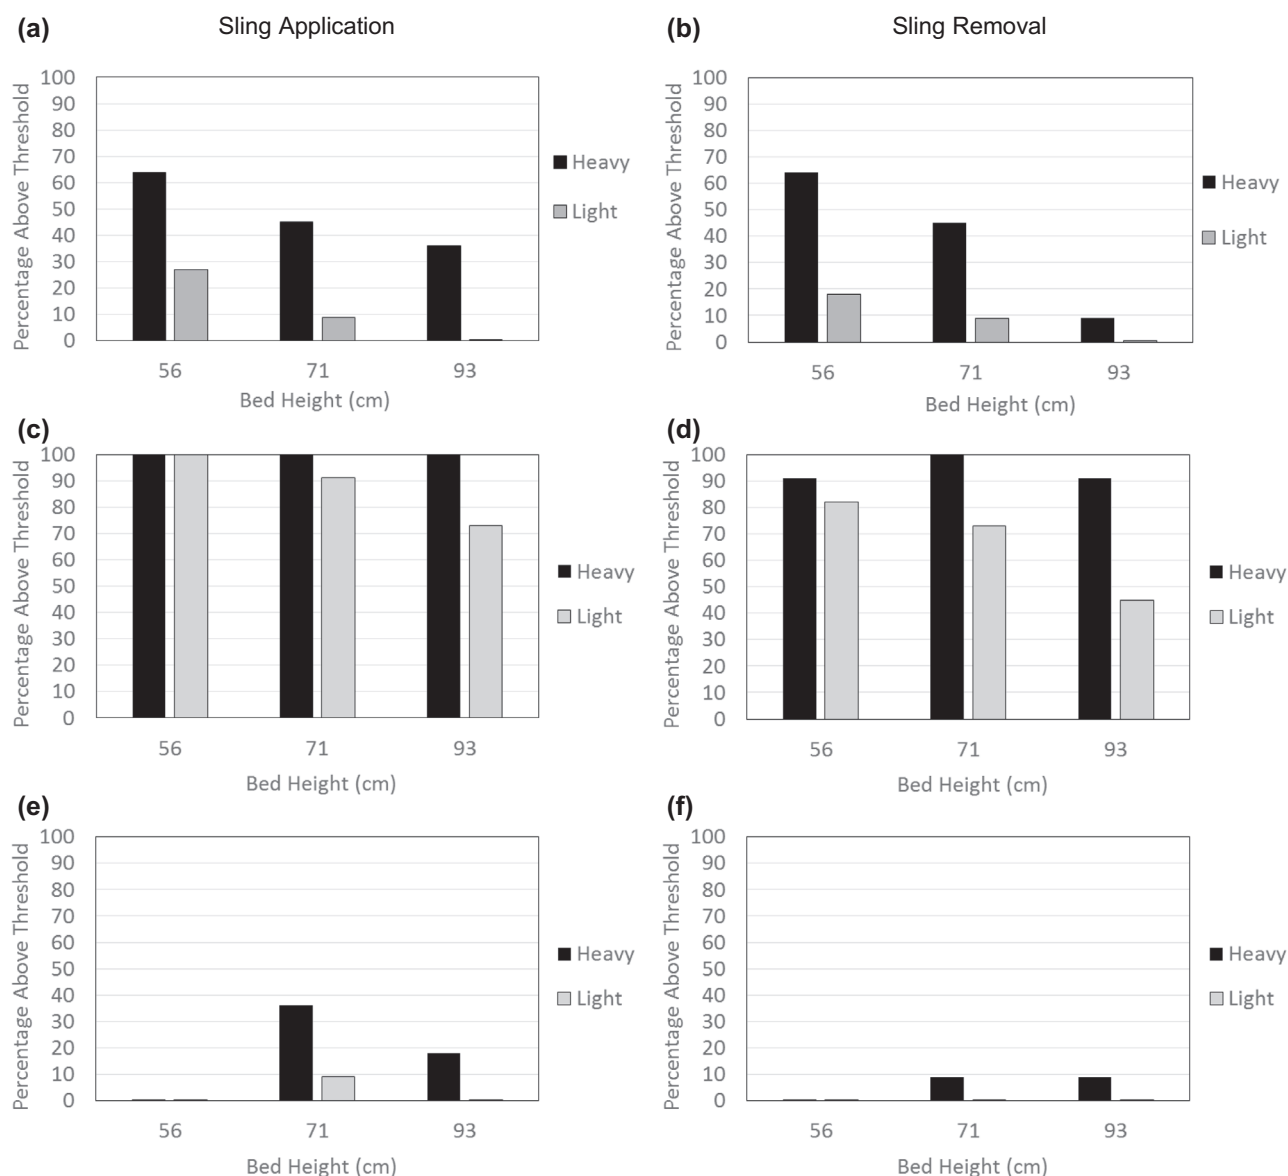 (a) Sling Application
(b) Sling Removal
Percentage Above Threshold
100
90
80
70
60
50
40
30
20
10
0
56 71 93
Bed Height (cm)
Heavy
Light
Percentage Above Threshold
100
90
80
70
60
50
40
30
20
10
0
56 71 93
Bed Height (cm)
Heavy
Light
(c)
Percentage Above Threshold
100
90
80
70
60
50
40
30
20
10
0
56 71 93
Bed Height (cm)
Heavy
Light
(d)
Percentage Above Threshold
100
90
80
70
60
50
40
30
20
10
0
56 71 93
Bed Height (cm)
Heavy
Light
(e)
Percentage Above Threshold
100
90
80
70
60
50
40
30
20
10
0
56 71 93
Bed Height (cm)
Heavy
Light
(f)
Percentage Above Threshold
100
90
80
70
60
50
40
30
20
10
0
56 71 93
Bed Height (cm)
Heavy
Light